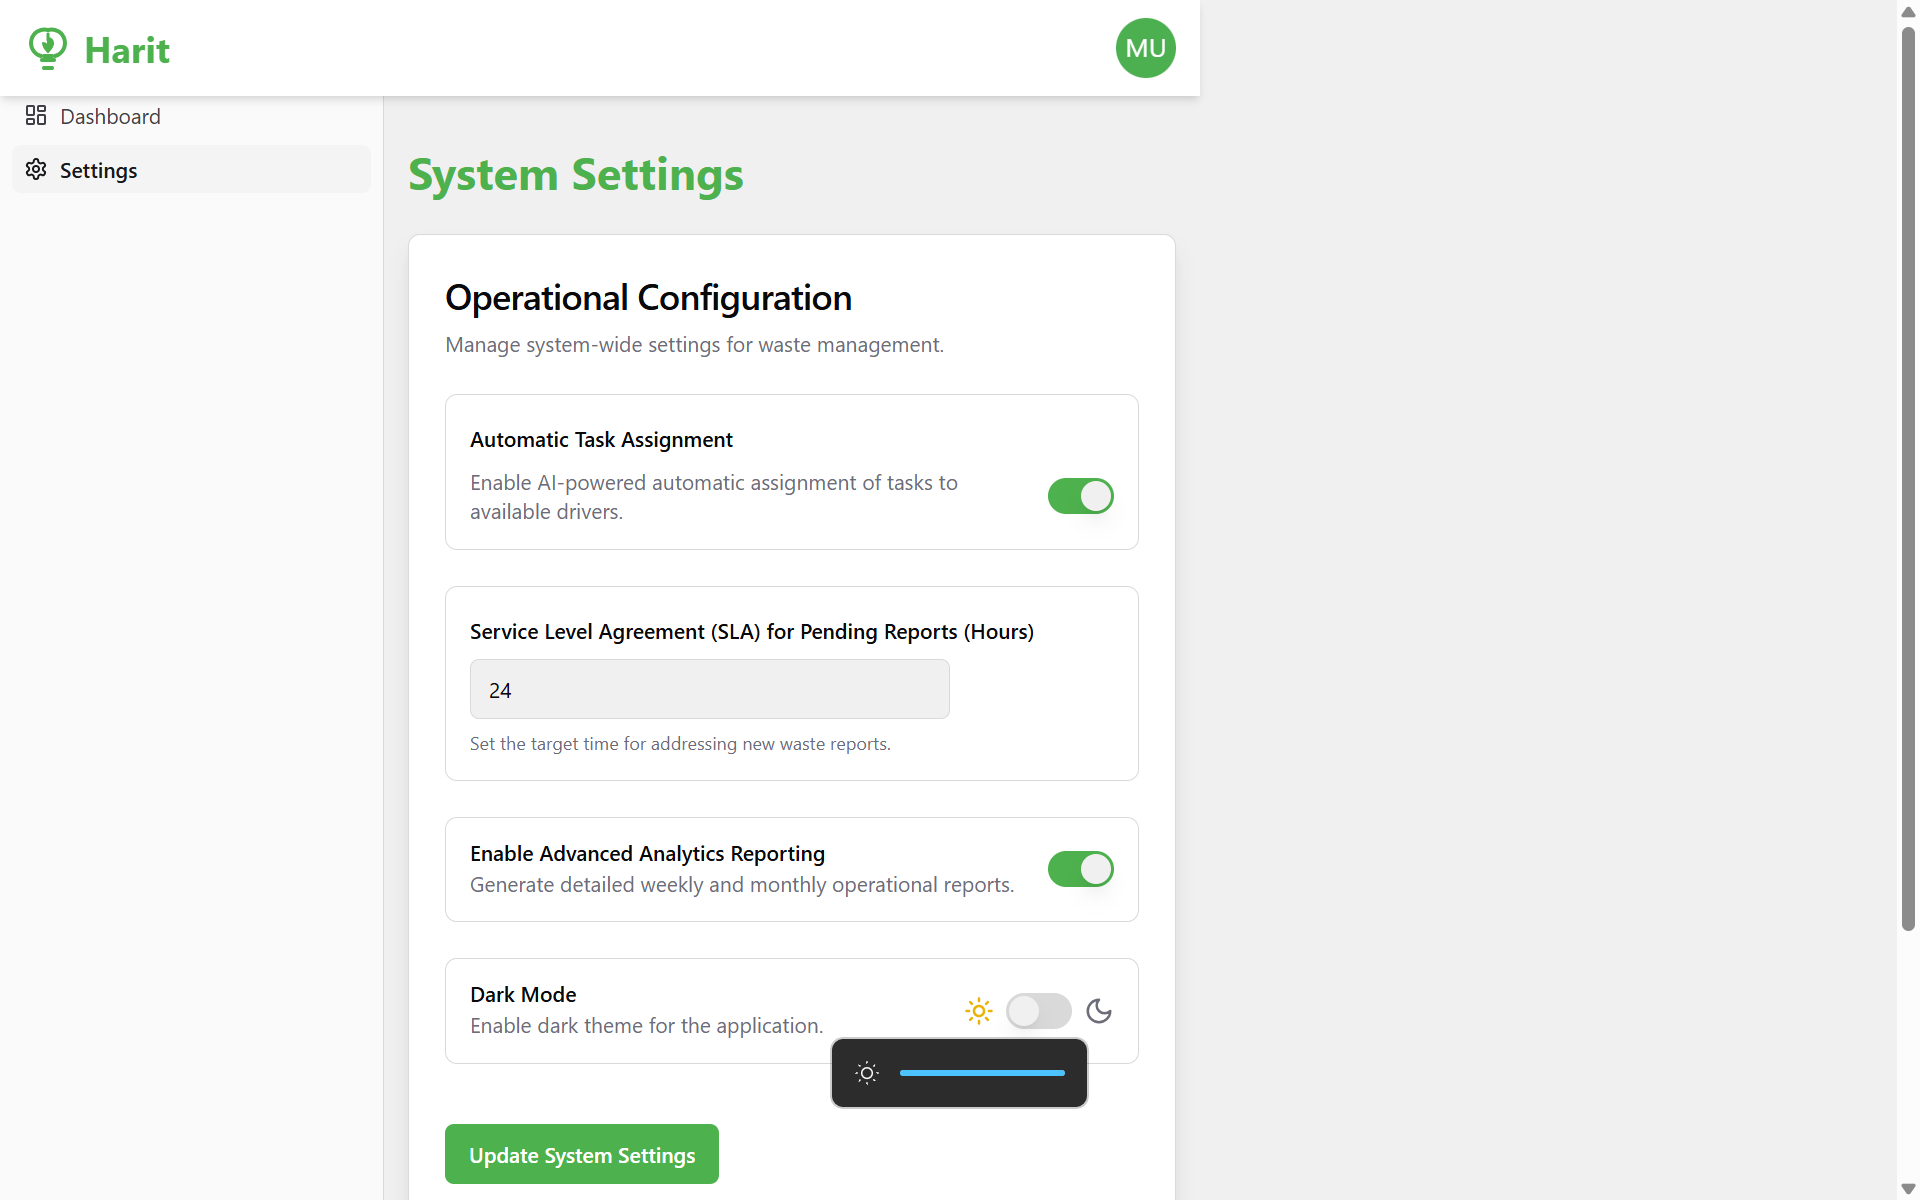 Harit
MU
Dashboard
Settings
System Settings
Operational Configuration
Manage system-wide settings for waste management.
Automatic Task Assignment
Enable AI-powered automatic assignment of tasks to
available drivers.
Service Level Agreement (SLA) for Pending Reports (Hours)
24
Set the target time for addressing new waste reports.
Enable Advanced Analytics Reporting
Generate detailed weekly and monthly operational reports.
Dark Mode
Enable dark theme for the application.
Update System Settings